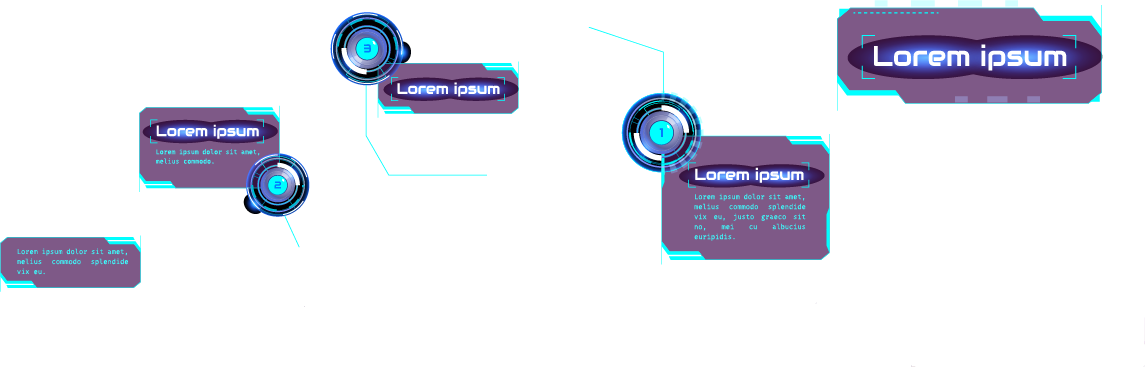 Lorem ipsum
3
Lorem ipsum
Lorem ipsum
Lorem ipsum dolor sit amet,
melius commodo.
2
1
Lorem ipsum
Lorem ipsum dolor sit amet,
melius commodo splendide
vix eu, justo graeco sit
no, mei cu albucius
euripidis.
Lorem ipsum dolor sit amet,
melius commodo splendide
vix eu.